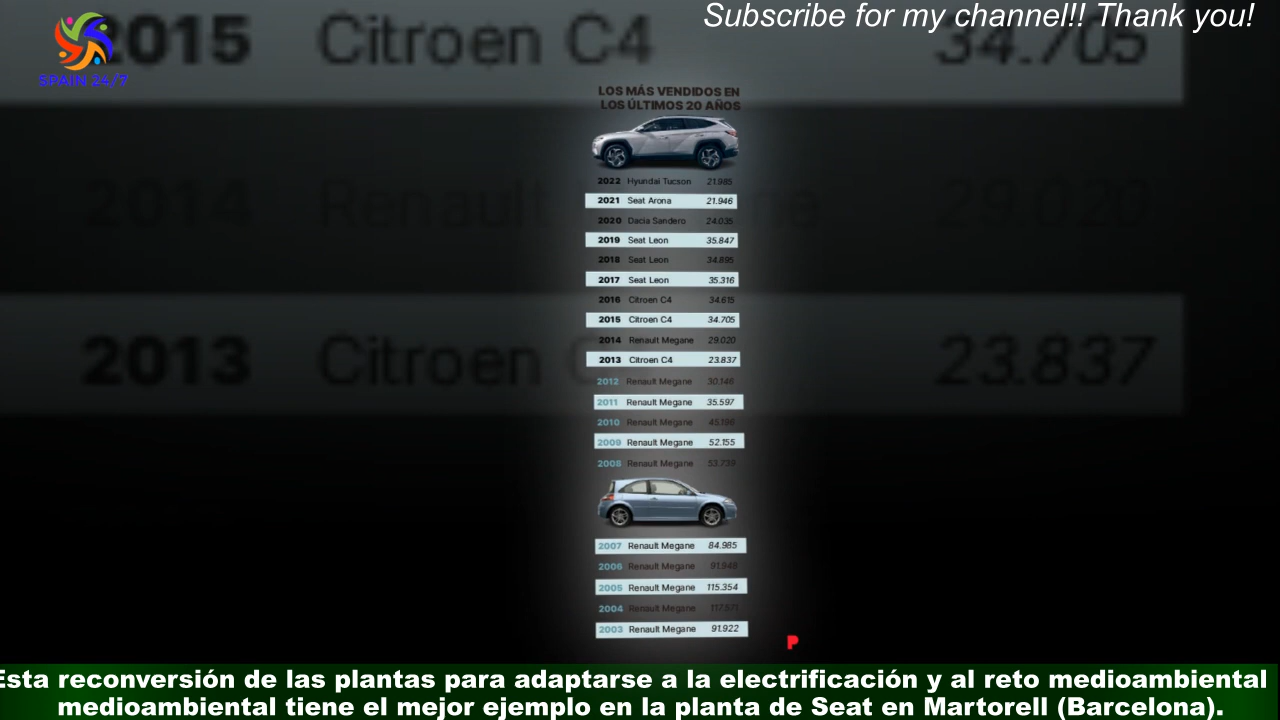 Subscribe for my channel!! Thank you!
SPAIN 24/7
2015 Citroen C4 34.705
2014 Renault Megane 29.020
2013 Citroen C4 23.837
LOS MÁS VENDIDOS EN
LOS ÚLTIMOS 20 AÑOS
2022 Hyundai Tucson 21.985
2021 Seat Arona 21.946
2020 Dacia Sandero 24.035
2019 Seat Leon 35.847
2018 Seat Leon 34.895
2017 Seat Leon 35.316
2016 Citroen C4 34.615
2015 Citroen C4 34.705
2014 Renault Megane 29.020
2013 Citroen C4 23.837
2012 Renault Megane 30.146
2011 Renault Megane 35.597
2010 Renault Megane 45.196
2009 Renault Megane 52.155
2008 Renault Megane 53.739
2007 Renault Megane 84.985
2006 Renault Megane 91.948
2005 Renault Megane 115.354
2004 Renault Megane 117.571
2003 Renault Megane 91.922
P
Esta reconversión de las plantas para adaptarse a la electrificación y al reto medioambiental
medioambiental tiene el mejor ejemplo en la planta de Seat en Martorell (Barcelona).